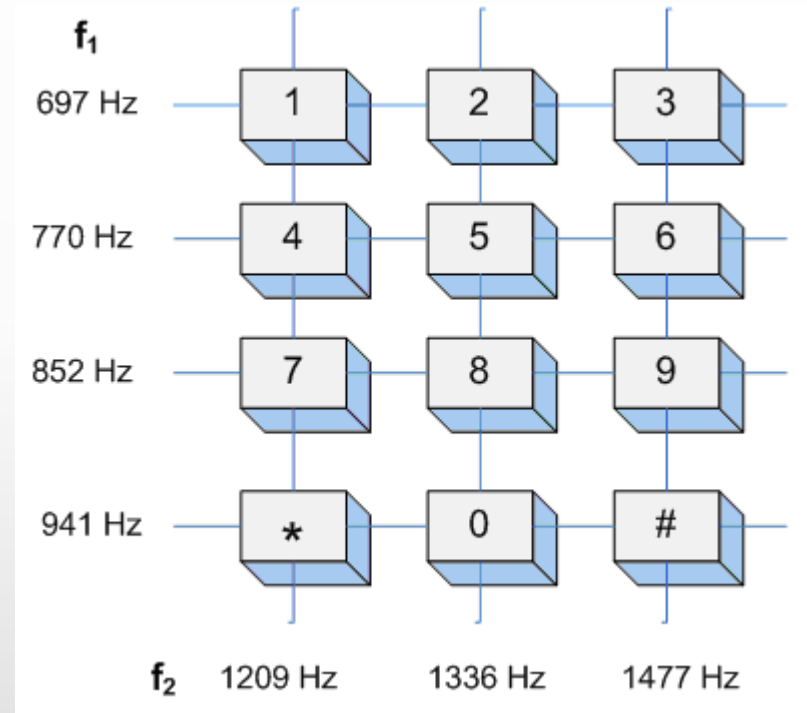 f₁
697 Hz 1 2 3
770 Hz 4 5 6
852 Hz 7 8 9
941 Hz * 0 #
f₂ 1209 Hz 1336 Hz 1477 Hz